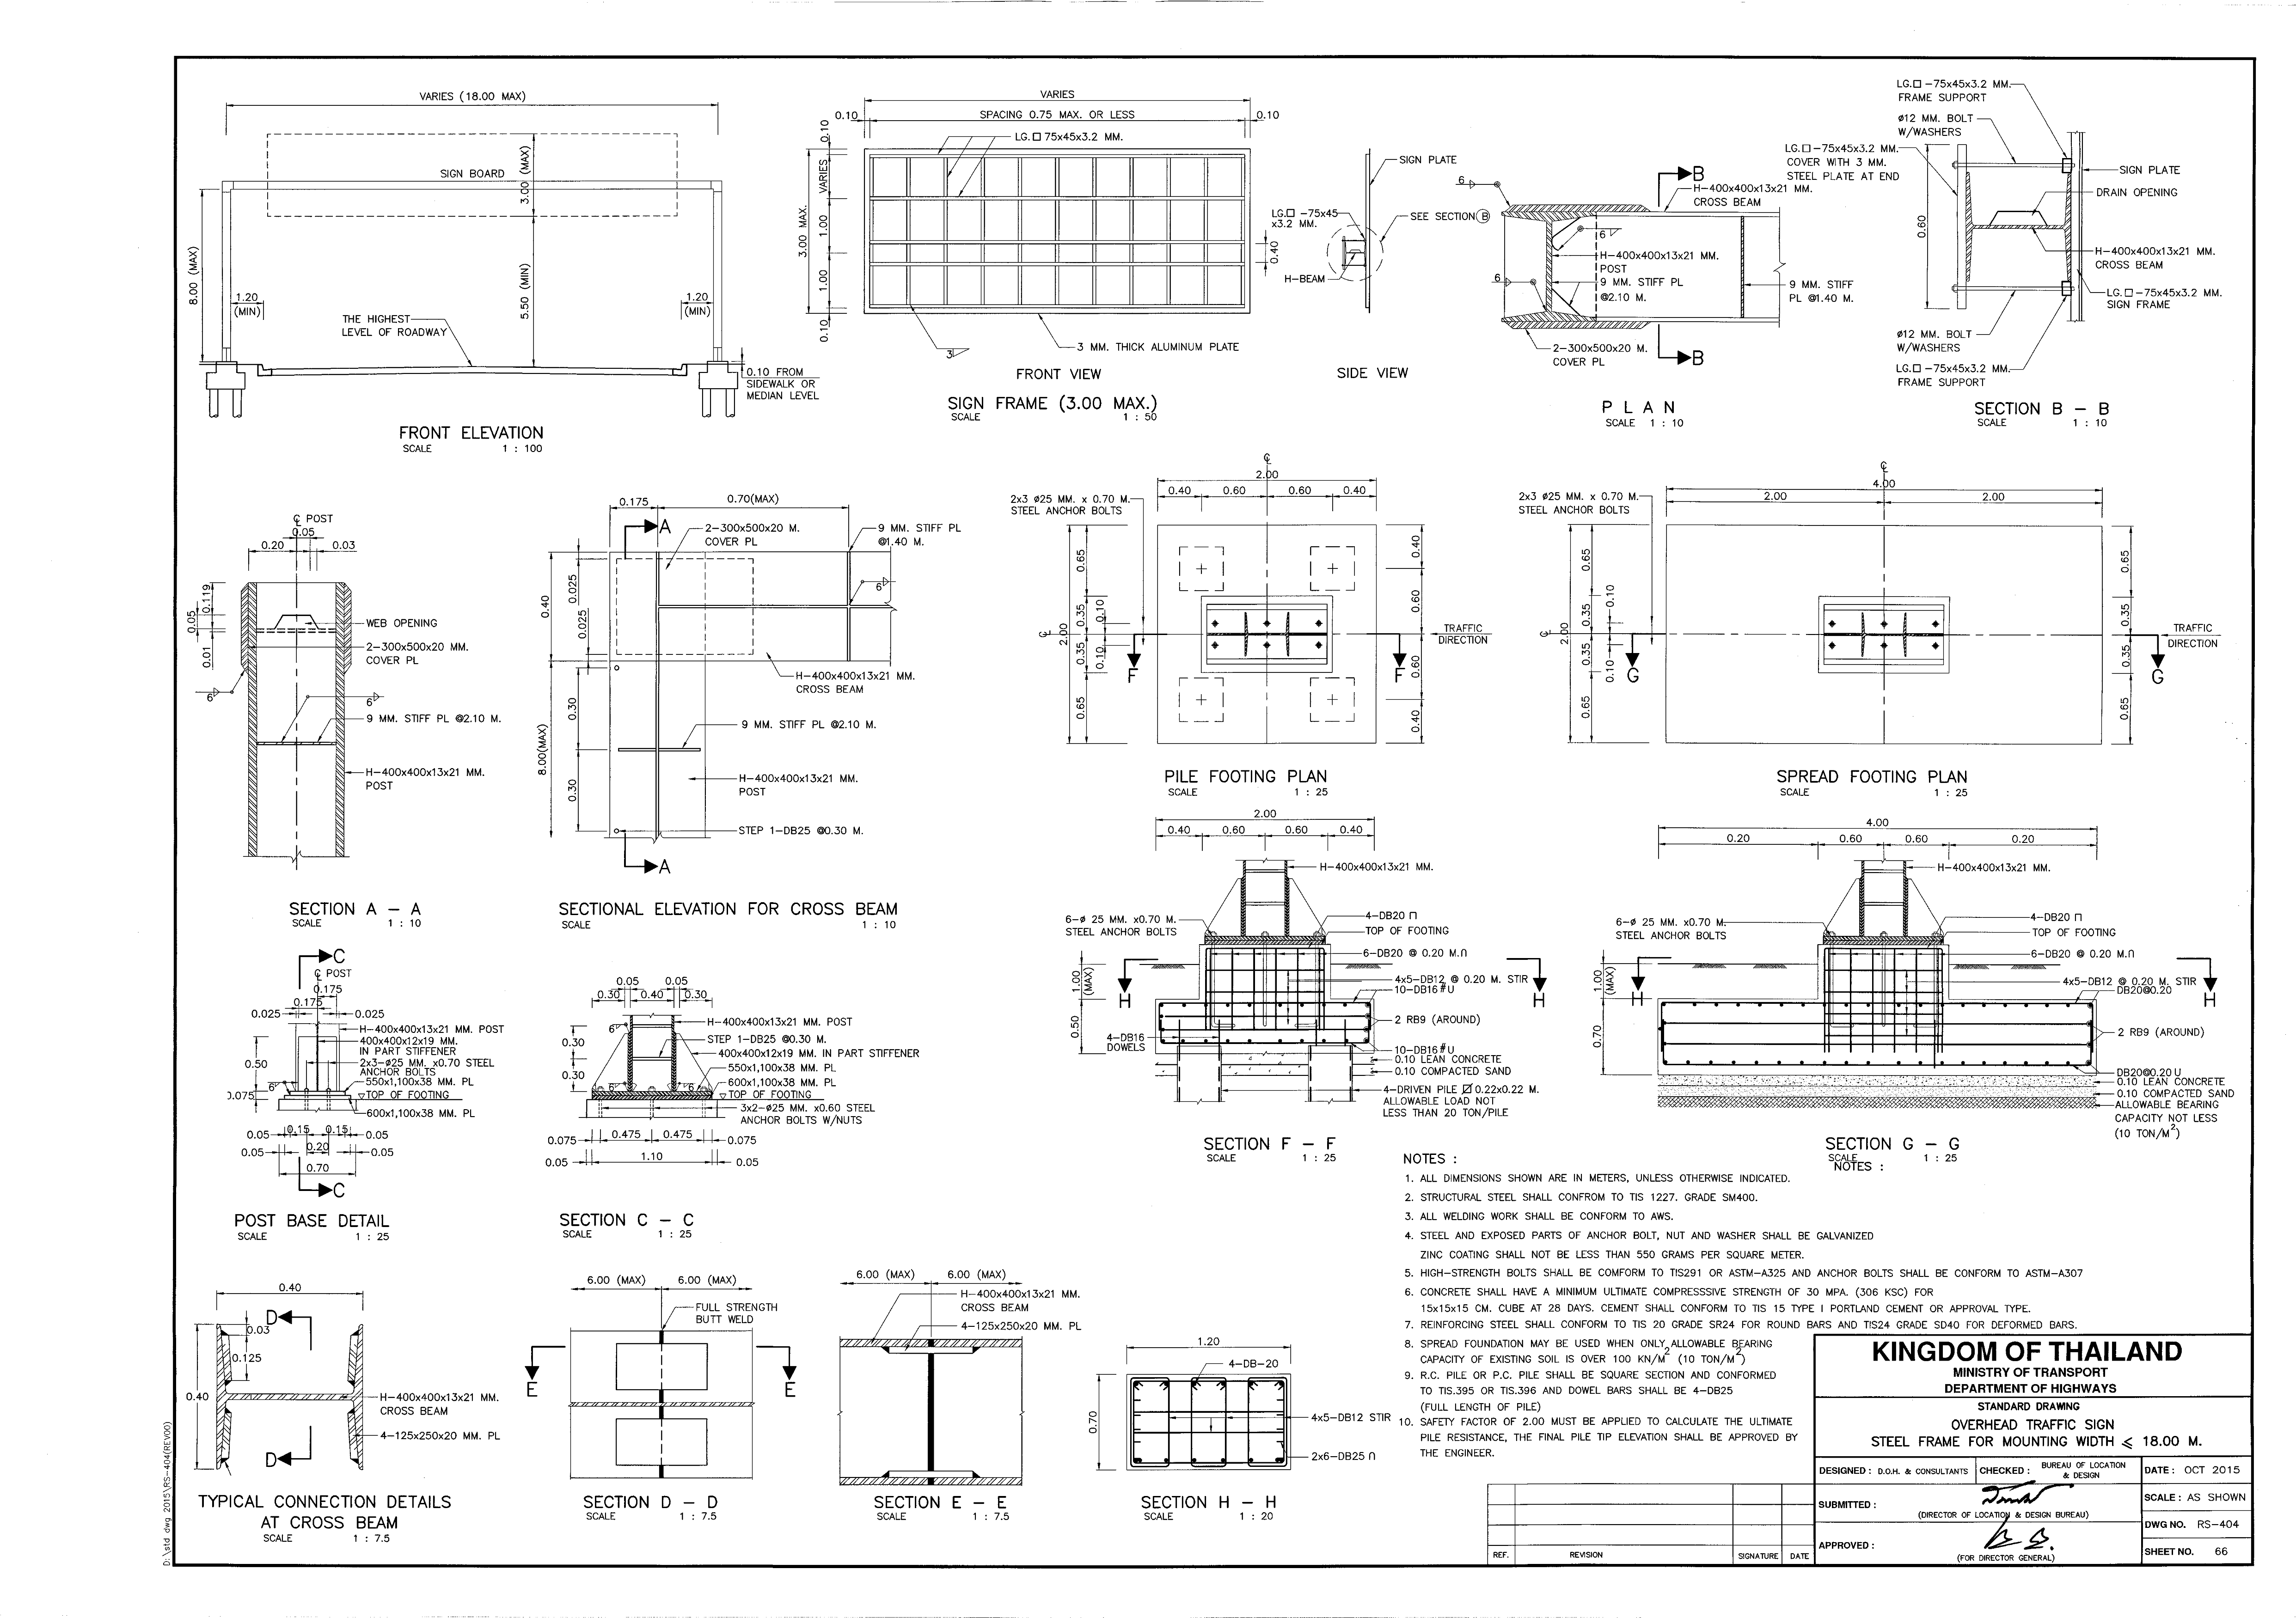 VARIES (18.00 MAX)
SIGN BOARD
3.00 (MAX)
8.00 (MAX)
5.50 (MIN)
1.20
(MIN)
1.20
(MIN)
THE HIGHEST
LEVEL OF ROADWAY
0.10 FROM
SIDEWALK OR
MEDIAN LEVEL
FRONT ELEVATION
SCALE 1 : 100
VARIES
0.10 SPACING 0.75 MAX. OR LESS 0.10
LG.□ 75x45x3.2 MM.
0.10
VARIES
3.00 MAX.
1.00
1.00
0.10
0.40
3
3 MM. THICK ALUMINUM PLATE
FRONT VIEW
SIGN FRAME (3.00 MAX.)
SCALE 1 : 50
SIGN PLATE
LG.□ -75x45
x3.2 MM.
SEE SECTION B
H-BEAM
SIDE VIEW
6
B
H-400x400x13x21 MM.
CROSS BEAM
6
H-400x400x13x21 MM.
POST
6
9 MM. STIFF PL
@2.10 M.
9 MM. STIFF
PL @1.40 M.
2-300x500x20 M.
COVER PL
B
PLAN
SCALE 1 : 10
LG.□ -75x45x3.2 MM.
FRAME SUPPORT
ø12 MM. BOLT
W/WASHERS
LG.□ -75x45x3.2 MM.
COVER WITH 3 MM.
STEEL PLATE AT END
SIGN PLATE
DRAIN OPENING
0.60
H-400x400x13x21 MM.
CROSS BEAM
LG.□ -75x45x3.2 MM.
SIGN FRAME
ø12 MM. BOLT
W/WASHERS
LG.□ -75x45x3.2 MM.
FRAME SUPPORT
SECTION B - B
SCALE 1 : 10
℄ POST
0.05
0.20 0.03
0.119
0.05
0.01
WEB OPENING
2-300x500x20 MM.
COVER PL
6
6
9 MM. STIFF PL @2.10 M.
H-400x400x13x21 MM.
POST
SECTION A - A
SCALE 1 : 10
0.175 0.70(MAX)
A
2-300x500x20 M.
COVER PL
9 MM. STIFF PL
@1.40 M.
0.025
0.40
0.025
6
H-400x400x13x21 MM.
CROSS BEAM
0.30
9 MM. STIFF PL @2.10 M.
8.00(MAX)
0.30
H-400x400x13x21 MM.
POST
STEP 1-DB25 @0.30 M.
A
SECTIONAL ELEVATION FOR CROSS BEAM
SCALE 1 : 10
℄
2.00
0.40 0.60 0.60 0.40
2x3 ø25 MM. x 0.70 M.
STEEL ANCHOR BOLTS
0.65
0.35
0.10
℄
2.00
0.35
0.10
0.65
0.40
0.60
0.60
0.40
TRAFFIC
DIRECTION
F
F
PILE FOOTING PLAN
SCALE 1 : 25
℄
4.00
2.00 2.00
2x3 ø25 MM. x 0.70 M.
STEEL ANCHOR BOLTS
0.65
0.35
0.10
℄
2.00
0.35
0.10
0.65
0.65
0.35
0.35
0.65
TRAFFIC
DIRECTION
G
G
SPREAD FOOTING PLAN
SCALE 1 : 25
C
℄ POST
0.175
0.175
0.025 0.025
H-400x400x13x21 MM. POST
400x400x12x19 MM.
IN PART STIFFENER
2x3-ø25 MM. x0.70 STEEL
ANCHOR BOLTS
0.50
6
550x1,100x38 MM. PL
0.075
TOP OF FOOTING
600x1,100x38 MM. PL
0.05 0.15 0.15 0.05
0.05 0.20 0.05
0.70
C
POST BASE DETAIL
SCALE 1 : 25
0.05 0.05
0.30 0.40 0.30
6
H-400x400x13x21 MM. POST
0.30
STEP 1-DB25 @0.30 M.
400x400x12x19 MM. IN PART STIFFENER
0.30
6 6
550x1,100x38 MM. PL
600x1,100x38 MM. PL
TOP OF FOOTING
3x2-ø25 MM. x0.60 STEEL
ANCHOR BOLTS W/NUTS
0.075 0.475 0.475 0.075
0.05 1.10 0.05
SECTION C - C
SCALE 1 : 25
2.00
0.40 0.60 0.60 0.40
H-400x400x13x21 MM.
6-ø 25 MM. x0.70 M.
STEEL ANCHOR BOLTS
4-DB20 ⊓
TOP OF FOOTING
6-DB20 @ 0.20 M.∩
1.00
(MAX)
H
4x5-DB12 @ 0.20 M. STIR
10-DB16#U
H
0.50
2 RB9 (AROUND)
4-DB16
DOWELS
10-DB16#U
0.10 LEAN CONCRETE
0.10 COMPACTED SAND
4-DRIVEN PILE ⍁ 0.22x0.22 M.
ALLOWABLE LOAD NOT
LESS THAN 20 TON/PILE
SECTION F - F
SCALE 1 : 25
4.00
0.20 0.60 0.60 0.20
H-400x400x13x21 MM.
6-ø 25 MM. x0.70 M.
STEEL ANCHOR BOLTS
4-DB20 ⊓
TOP OF FOOTING
6-DB20 @ 0.20 M.∩
1.00
(MAX)
H
4x5-DB12 @ 0.20 M. STIR
DB20@0.20
H
0.70
2 RB9 (AROUND)
DB20@0.20 U
0.10 LEAN CONCRETE
0.10 COMPACTED SAND
ALLOWABLE BEARING
CAPACITY NOT LESS
(10 TON/M²)
SECTION G - G
SCALE 1 : 25
NOTES :
0.40
D
0.03
0.125
0.40
H-400x400x13x21 MM.
CROSS BEAM
4-125x250x20 MM. PL
D
TYPICAL CONNECTION DETAILS
AT CROSS BEAM
SCALE 1 : 7.5
6.00 (MAX) 6.00 (MAX)
FULL STRENGTH
BUTT WELD
E
E
SECTION D - D
SCALE 1 : 7.5
6.00 (MAX) 6.00 (MAX)
H-400x400x13x21 MM.
CROSS BEAM
4-125x250x20 MM. PL
SECTION E - E
SCALE 1 : 7.5
1.20
4-DB-20
0.70
4x5-DB12 STIR
2x6-DB25 ∩
SECTION H - H
SCALE 1 : 20
NOTES :
1. ALL DIMENSIONS SHOWN ARE IN METERS, UNLESS OTHERWISE INDICATED.
2. STRUCTURAL STEEL SHALL CONFROM TO TIS 1227. GRADE SM400.
3. ALL WELDING WORK SHALL BE CONFORM TO AWS.
4. STEEL AND EXPOSED PARTS OF ANCHOR BOLT, NUT AND WASHER SHALL BE GALVANIZED
ZINC COATING SHALL NOT BE LESS THAN 550 GRAMS PER SQUARE METER.
5. HIGH-STRENGTH BOLTS SHALL BE COMFORM TO TIS291 OR ASTM-A325 AND ANCHOR BOLTS SHALL BE CONFORM TO ASTM-A307
6. CONCRETE SHALL HAVE A MINIMUM ULTIMATE COMPRESSSIVE STRENGTH OF 30 MPA. (306 KSC) FOR
15x15x15 CM. CUBE AT 28 DAYS. CEMENT SHALL CONFORM TO TIS 15 TYPE I PORTLAND CEMENT OR APPROVAL TYPE.
7. REINFORCING STEEL SHALL CONFORM TO TIS 20 GRADE SR24 FOR ROUND BARS AND TIS24 GRADE SD40 FOR DEFORMED BARS.
8. SPREAD FOUNDATION MAY BE USED WHEN ONLY ALLOWABLE BEARING
CAPACITY OF EXISTING SOIL IS OVER 100 KN/M² (10 TON/M²)
9. R.C. PILE OR P.C. PILE SHALL BE SQUARE SECTION AND CONFORMED
TO TIS.395 OR TIS.396 AND DOWEL BARS SHALL BE 4-DB25
(FULL LENGTH OF PILE)
10. SAFETY FACTOR OF 2.00 MUST BE APPLIED TO CALCULATE THE ULTIMATE
PILE RESISTANCE, THE FINAL PILE TIP ELEVATION SHALL BE APPROVED BY
THE ENGINEER.
KINGDOM OF THAILAND
MINISTRY OF TRANSPORT
DEPARTMENT OF HIGHWAYS
STANDARD DRAWING
OVERHEAD TRAFFIC SIGN
STEEL FRAME FOR MOUNTING WIDTH ⩽ 18.00 M.
DESIGNED : D.O.H. & CONSULTANTS
CHECKED : BUREAU OF LOCATION
& DESIGN
DATE : OCT 2015
SUBMITTED :
(DIRECTOR OF LOCATION & DESIGN BUREAU)
SCALE : AS SHOWN
DWG NO. RS-404
APPROVED :
(FOR DIRECTOR GENERAL)
SHEET NO. 66
REF. REVISION SIGNATURE DATE
D:\std dwg 2015\RS-404(REV00)